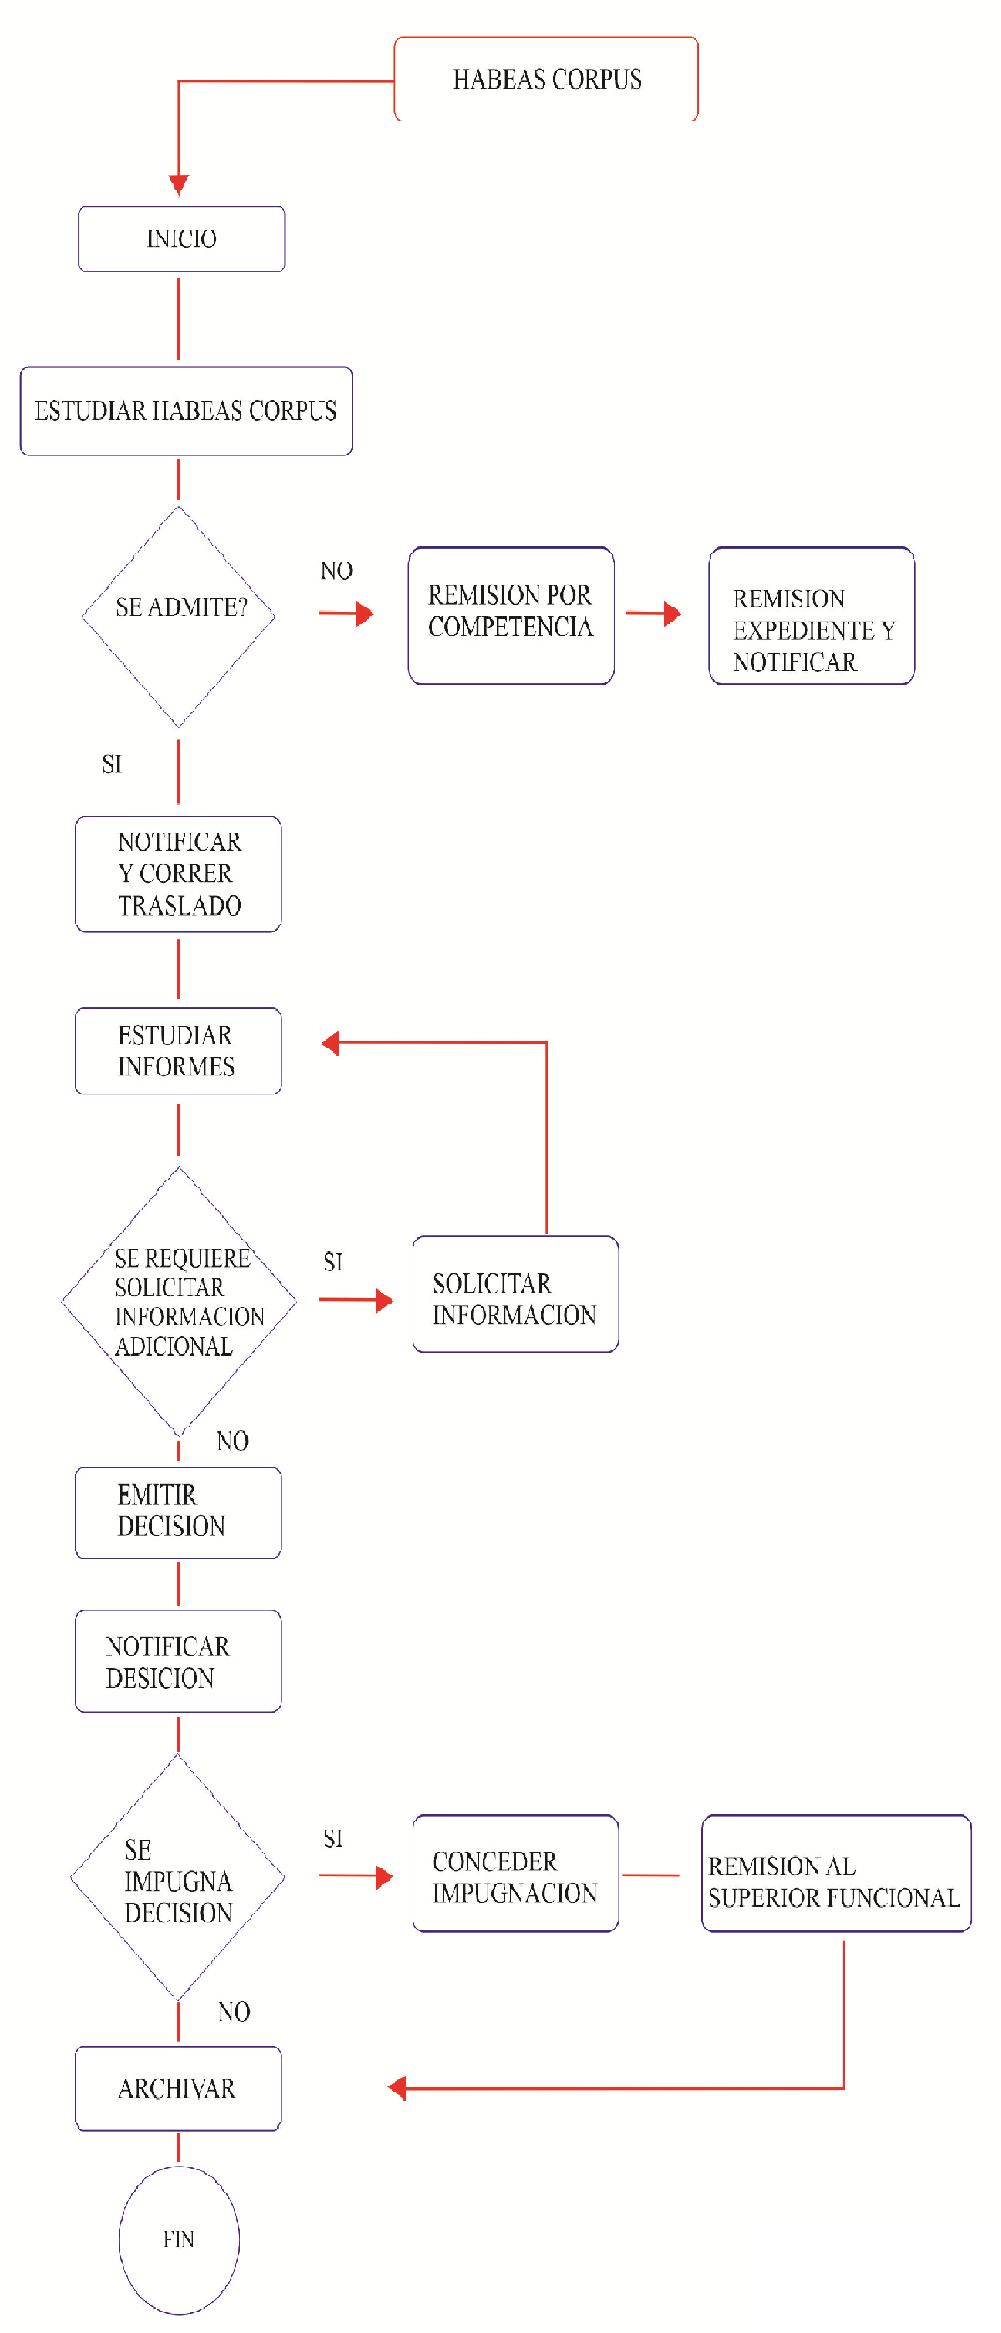 HABEAS CORPUS
INICIO
ESTUDIAR HABEAS CORPUS
SE ADMITE?
NO
REMISION POR
COMPETENCIA
REMISION
EXPEDIENTE Y
NOTIFICAR
SI
NOTIFICAR
Y CORRER
TRASLADO
ESTUDIAR
INFORMES
SE REQUIERE
SOLICITAR
INFORMACION
ADICIONAL
SI
SOLICITAR
INFORMACION
NO
EMITIR
DECISION
NOTIFICAR
DESICION
SE
IMPUGNA
DECISION
SI
CONCEDER
IMPUGNACION
REMISION AL
SUPERIOR FUNCIONAL
NO
ARCHIVAR
FIN